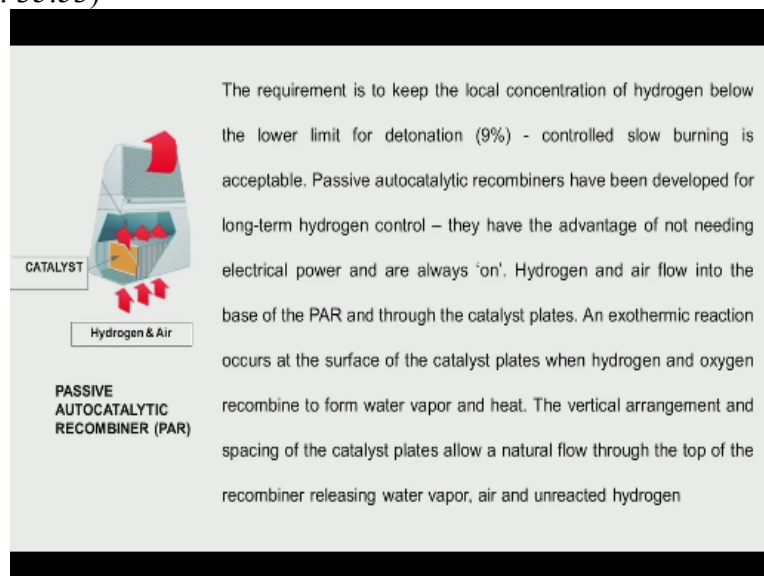 : 33:33)
The requirement is to keep the local concentration of hydrogen below
the lower limit for detonation (9%) - controlled slow burning is
acceptable. Passive autocatalytic recombiners have been developed for
long-term hydrogen control – they have the advantage of not needing
electrical power and are always ‘on’. Hydrogen and air flow into the
base of the PAR and through the catalyst plates. An exothermic reaction
occurs at the surface of the catalyst plates when hydrogen and oxygen
recombine to form water vapor and heat. The vertical arrangement and
spacing of the catalyst plates allow a natural flow through the top of the
recombiner releasing water vapor, air and unreacted hydrogen
CATALYST
Hydrogen & Air
PASSIVE
AUTOCATALYTIC
RECOMBINER (PAR)